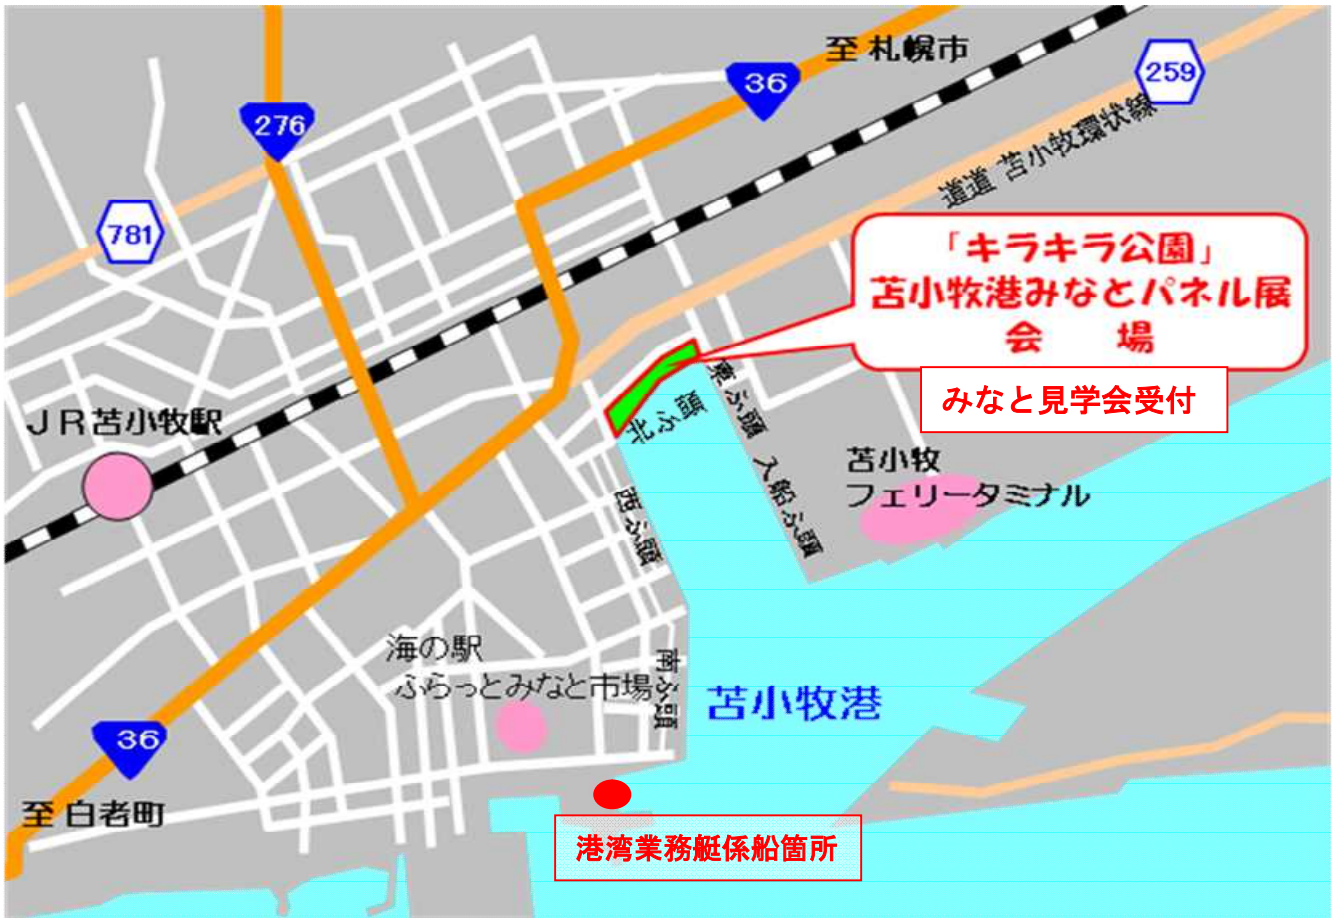 至 札幌市
36
259
276
道道 苫小牧環状線
781
「キラキラ公園」
苫小牧港みなとパネル展
会　場
みなと見学会受付
東ふ頭
北ふ頭
JR苫小牧駅
苫小牧
フェリータミナル
入船ふ頭
西ふ頭
海の駅
ふらっとみなと市場
南ふ頭
苫小牧港
36
至 白老町
港湾業務艇係船箇所